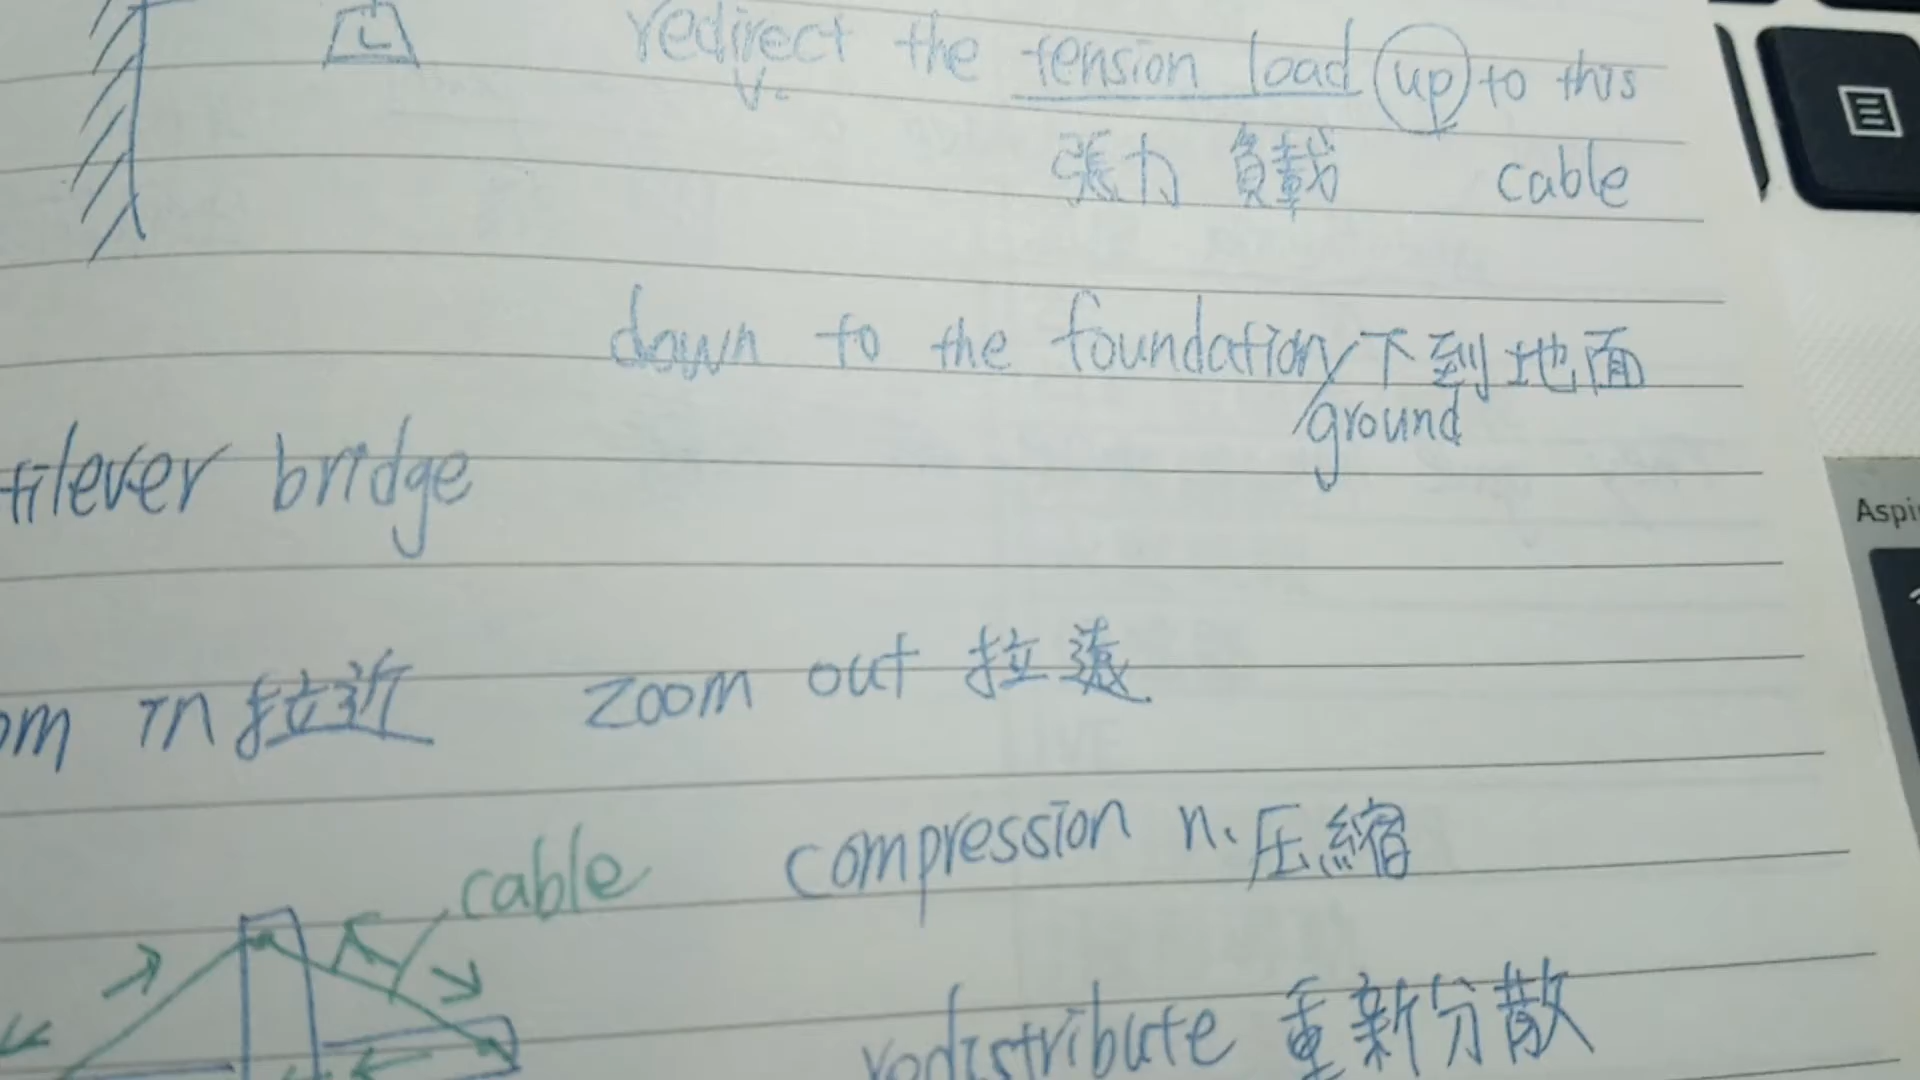 L
redirect the tension load up to this
v.
張力 負載 cable
down to the foundation/下到地面
ground
tilever bridge
om in 拉近 zoom out 拉遠
cable compression n. 压縮
redistribute 重新分散
Aspi